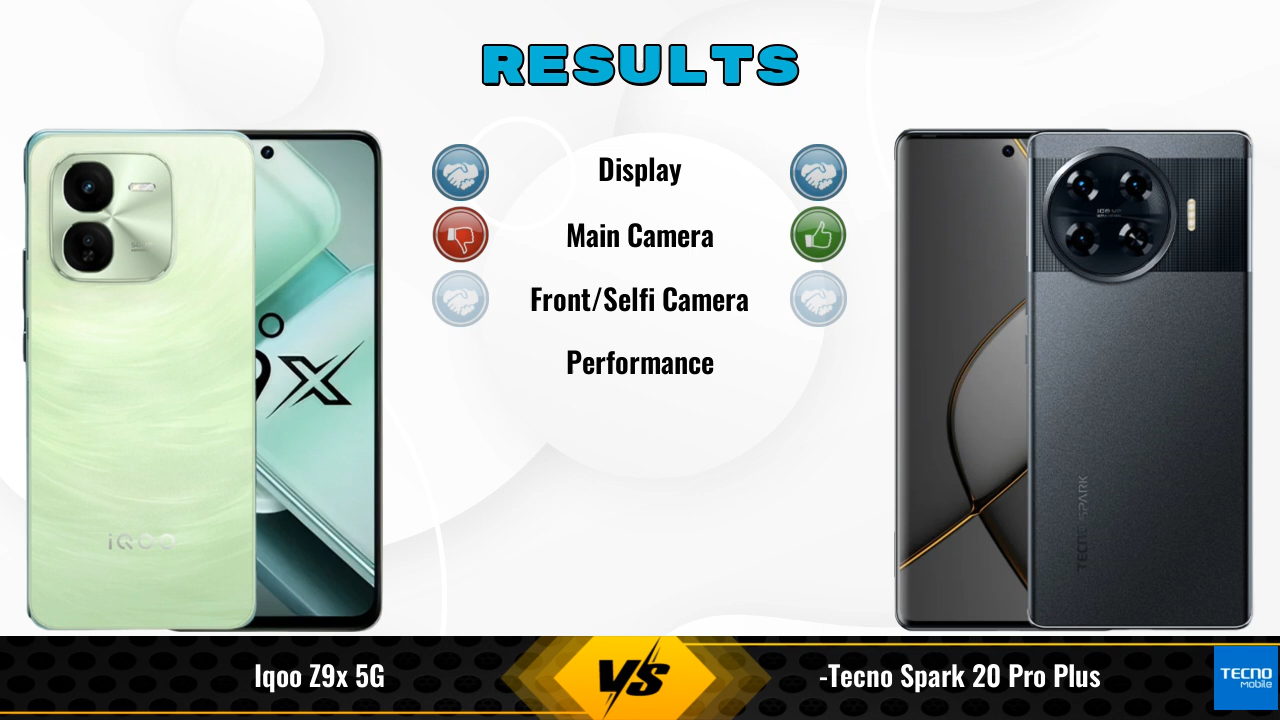 RESULTS
Display
Main Camera
Front/Selfi Camera
Performance
9X
iQOO
TECNO SPARK
Iqoo Z9x 5G
VS
-Tecno Spark 20 Pro Plus
TECNO
mobile